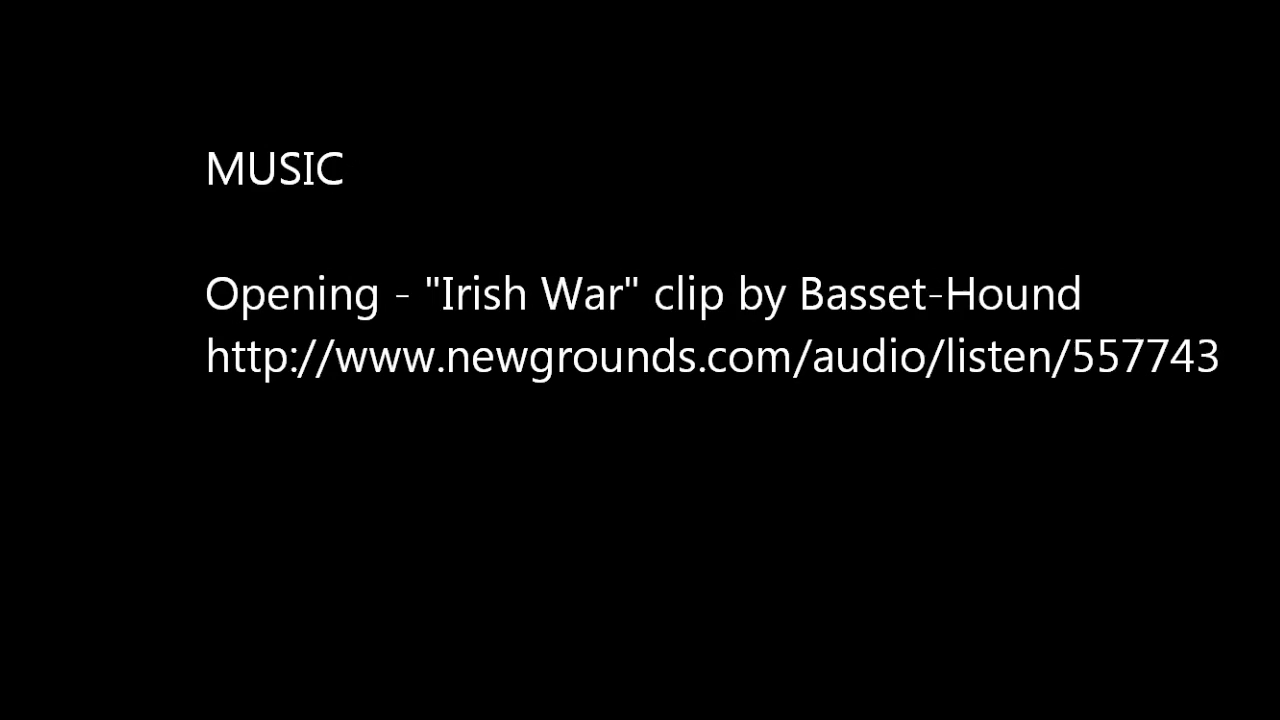 MUSIC
Opening - "Irish War" clip by Basset-Hound
http://www.newgrounds.com/audio/listen/557743